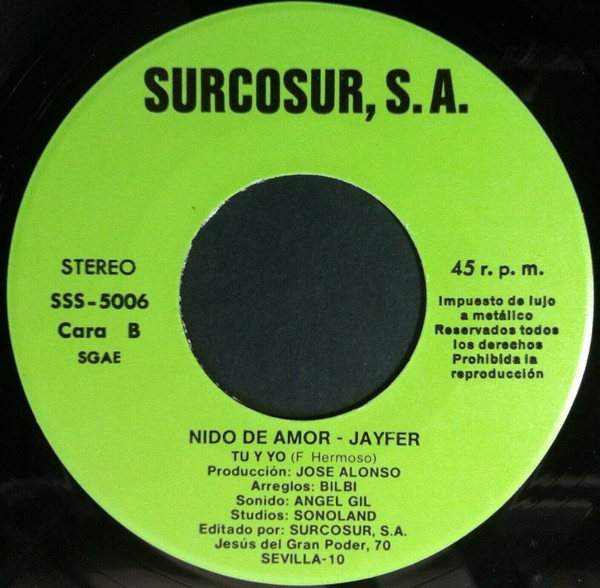 SURCOSUR, S.A.
STEREO
SSS-5006
Cara B
SGAE
45 r. p. m.
Impuesto de lujo
a metálico
Reservados todos
los derechos
Prohibida la
reproducción
NIDO DE AMOR - JAYFER
TU Y YO (F Hermoso)
Producción: JOSE ALONSO
Arreglos: BILBI
Sonido: ANGEL GIL
Studios: SONOLAND
Editado por: SURCOSUR, S.A.
Jesús del Gran Poder, 70
SEVILLA-10